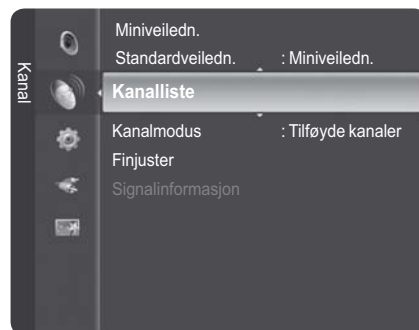 Kanal
Miniveiledn.
Standardveiledn. : Miniveiledn.
Kanalliste
Kanalmodus : Tilføyde kanaler
Finjuster
Signalinformasjon